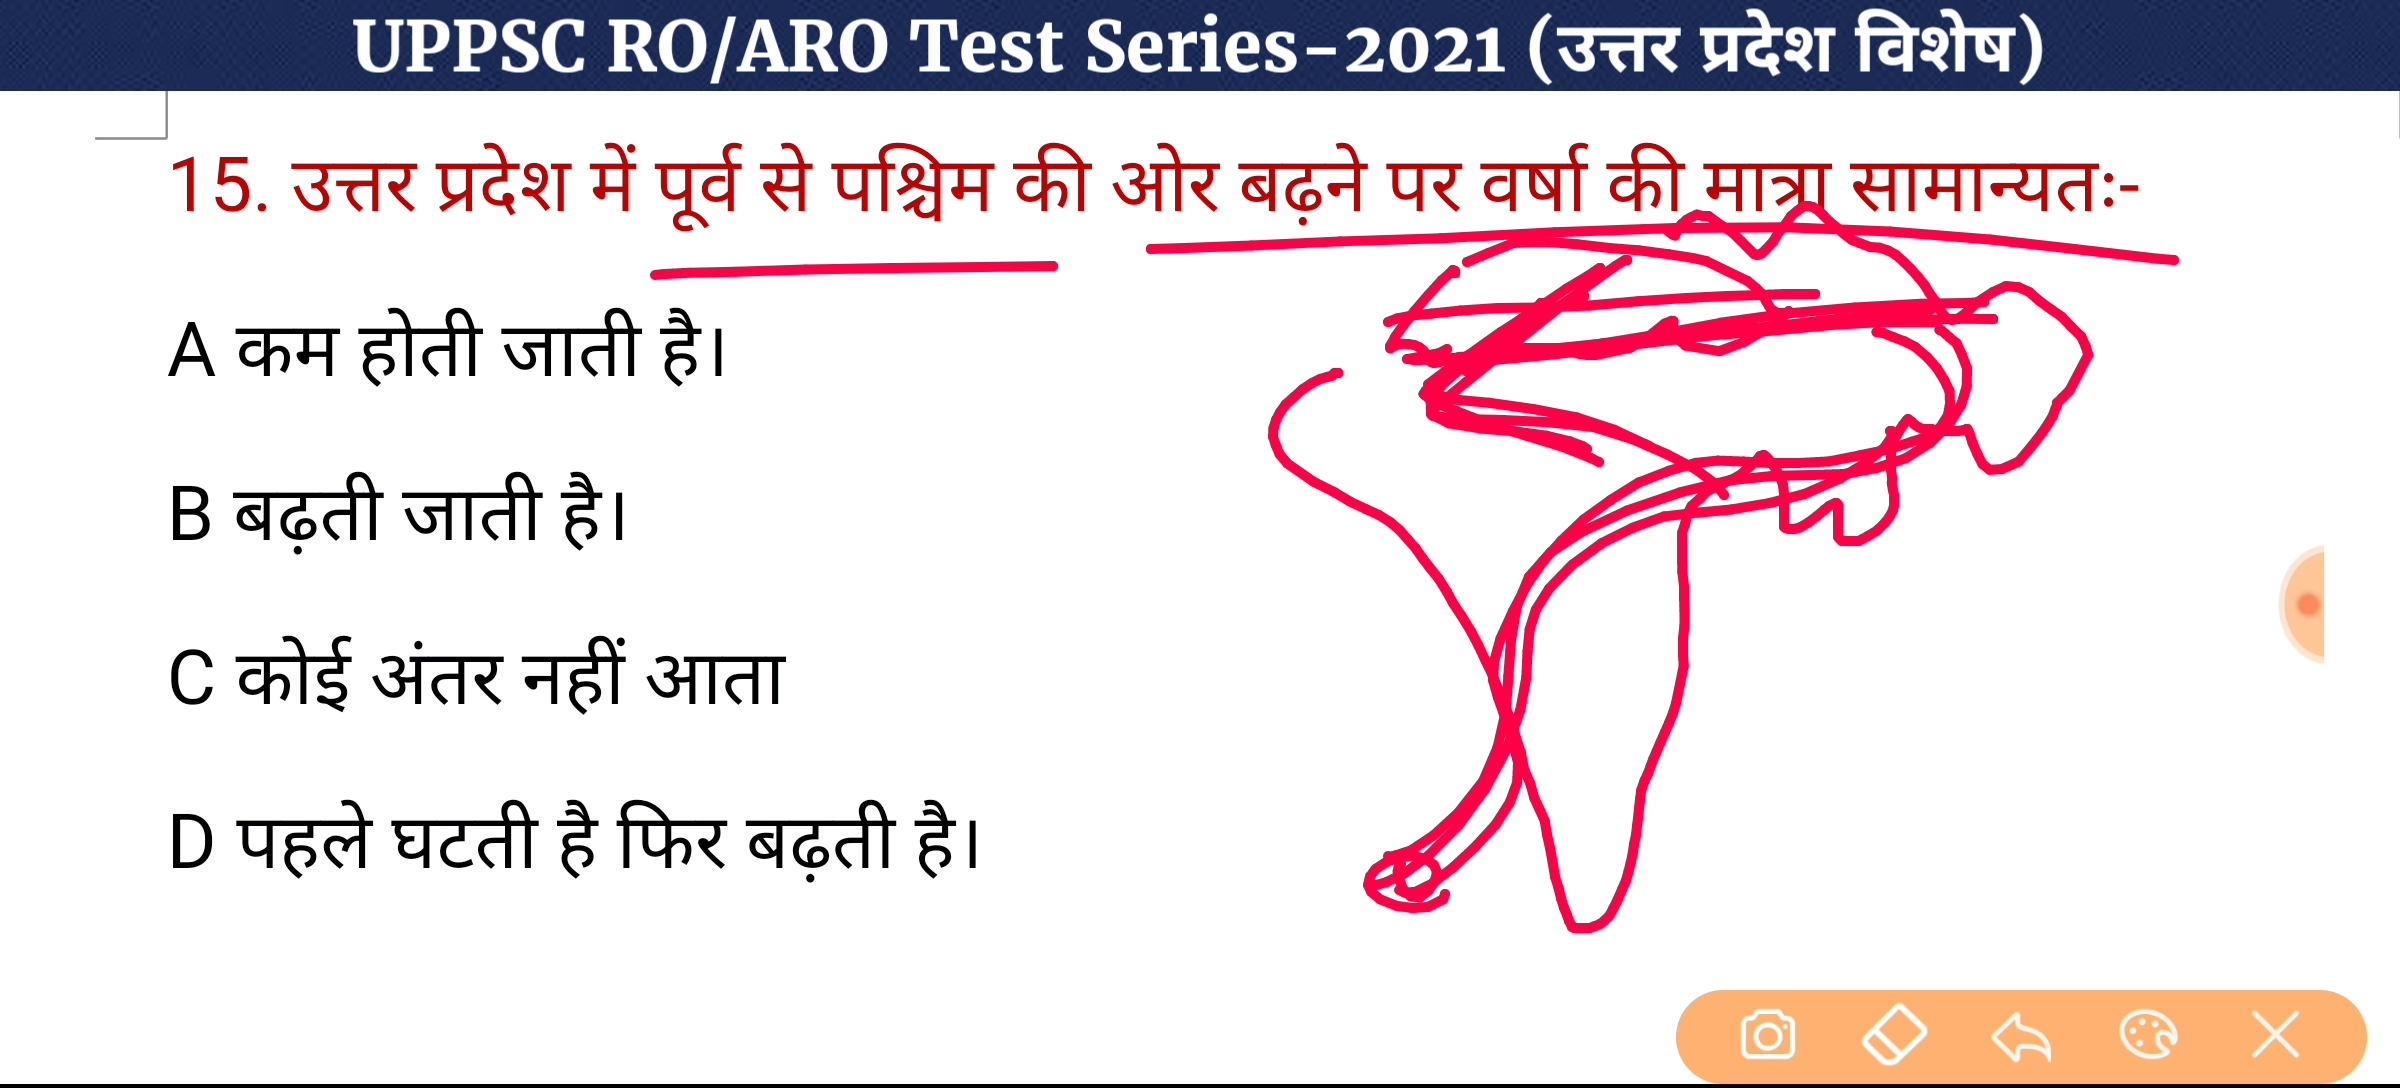 UPPSC RO/ARO Test Series-2021 (उत्तर प्रदेश विशेष)
15. उत्तर प्रदेश में पूर्व से पश्चिम की ओर बढ़ने पर वर्षा की मात्रा सामान्यतः-
A कम होती जाती है।
B बढ़ती जाती है।
C कोई अंतर नहीं आता
D पहले घटती है फिर बढ़ती है।